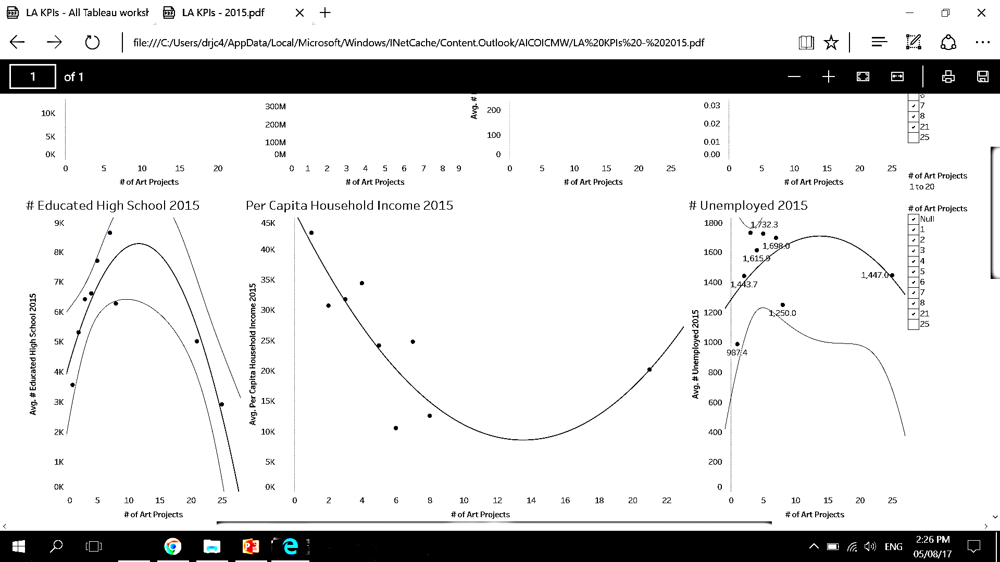 LA KPIs - All Tableau worksh
LA KPIs - 2015.pdf
file:///C:/Users/drjc4/AppData/Local/Microsoft/Windows/INetCache/Content.Outlook/AICOICMW/LA%20KPIs%20-%202015.pdf
1 of 1
10K
5K
0K
0 5 10 15 20
# of Art Projects
300M
200M
100M
0M
0 1 2 3 4 5 6 7 8 9
# of Art Projects
Avg. #
200
100
0
0 5 10 15 20 25
# of Art Projects
0.03
0.02
0.01
0.00
0 5 10 15 20 25
# of Art Projects
7
8
21
25
# of Art Projects
1 to 20
# of Art Projects
Null
1
2
3
4
5
6
7
8
21
25
# Educated High School 2015
Avg. # Educated High School 2015
9K
8K
7K
6K
5K
4K
3K
2K
1K
0K
0 5 10 15 20 25
# of Art Projects
Per Capita Household Income 2015
Avg. Per Capita Household Income 2015
45K
40K
35K
30K
25K
20K
15K
10K
5K
0K
0 2 4 6 8 10 12 14 16 18 20 22
# of Art Projects
# Unemployed 2015
Avg. # Unemployed 2015
1800
1600
1400
1200
1000
800
600
400
200
0
1,732.3
1,698.0
1,615.9
1,443.7
1,447.0
1,250.0
987.4
0 5 10 15 20 25
# of Art Projects
ENG
2:26 PM
05/08/17